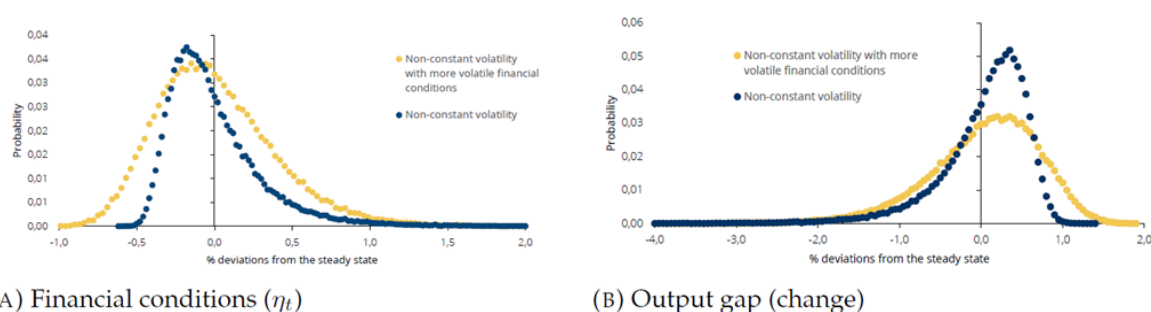 0,04
0,03
0,03
0,02
0,02
0,01
0,01
0,00
Probability
-1,0
-0,5
0,0
0,5
1,0
1,5
2,0
% deviations from the steady state
Non-constant volatility
with more volatile financial
conditions
Non-constant volatility
A) Financial conditions (ηt)
0,06
0,05
0,04
0,03
0,02
0,01
0,00
Probability
-4,0
-3,0
-2,0
-1,0
0,0
1,0
2,0
% deviations from the steady state
Non-constant volatility with more
volatile financial conditions
Non-constant volatility
(B) Output gap (change)